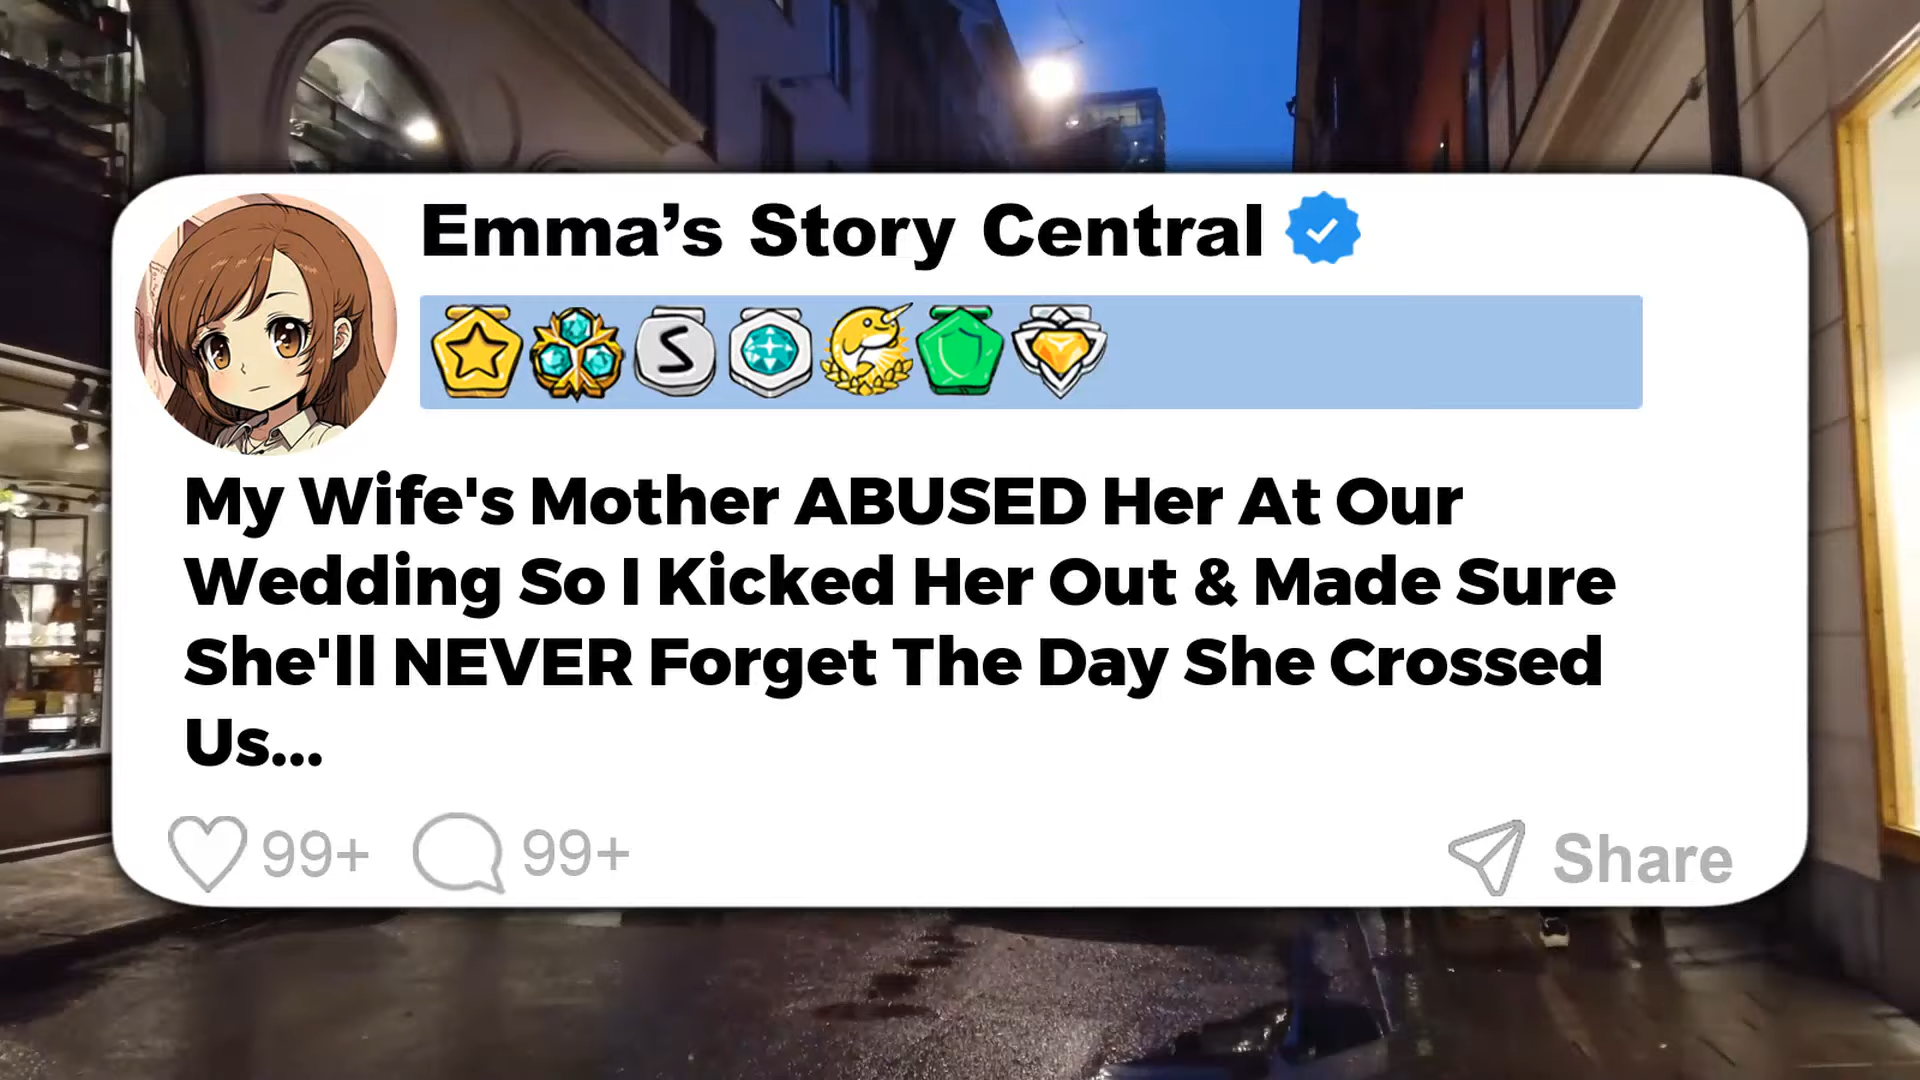 Emma’s Story Central
S
My Wife's Mother ABUSED Her At Our
Wedding So I Kicked Her Out & Made Sure
She'll NEVER Forget The Day She Crossed
Us...
99+ 99+ Share